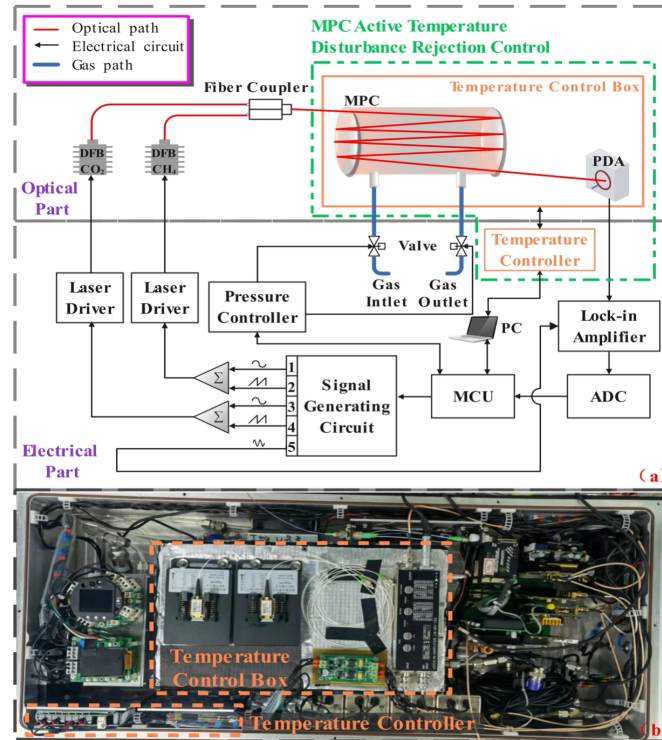 Optical path
Electrical circuit
Gas path
MPC Active Temperature
Disturbance Rejection Control
Fiber Coupler
Temperature Control Box
MPC
PDA
DFB
CO₂
DFB
CH₄
Optical
Part
Valve
Gas
Intlet
Gas
Outlet
Temperature
Controller
Laser
Driver
Laser
Driver
Pressure
Controller
PC
Lock-in
Amplifier
Σ
Σ
1
2
3
4
5
Signal
Generating
Circuit
MCU
ADC
Electrical
Part
(a)
Temperature
Control Box
Temperature Controller
(b)